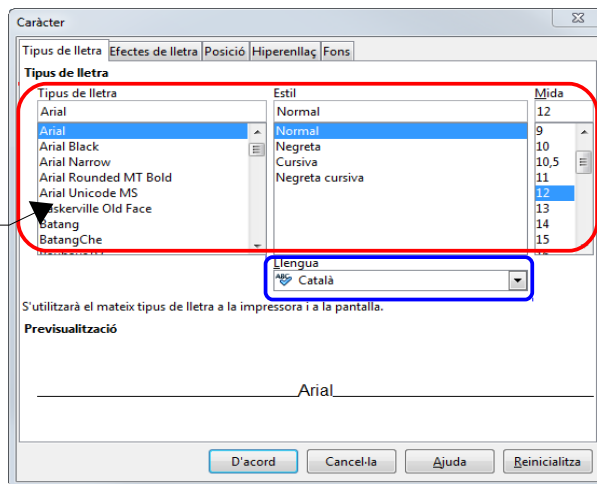 Caràcter
Tipus de lletra Efectes de lletra Posició Hiperenllaç Fons
Tipus de lletra
Tipus de lletra Estil Mida
Arial Normal 12
Arial Normal 9
Arial Black Negreta 10
Arial Narrow Cursiva 10,5
Arial Rounded MT Bold Negreta cursiva 11
Arial Unicode MS 12
Baskerville Old Face 13
Batang 14
BatangChe 15
Llengua
ABC Català
S'utilitzarà el mateix tipus de lletra a la impressora i a la pantalla.
Previsualització
Arial
D'acord Cancel·la Ajuda Reinicialitza